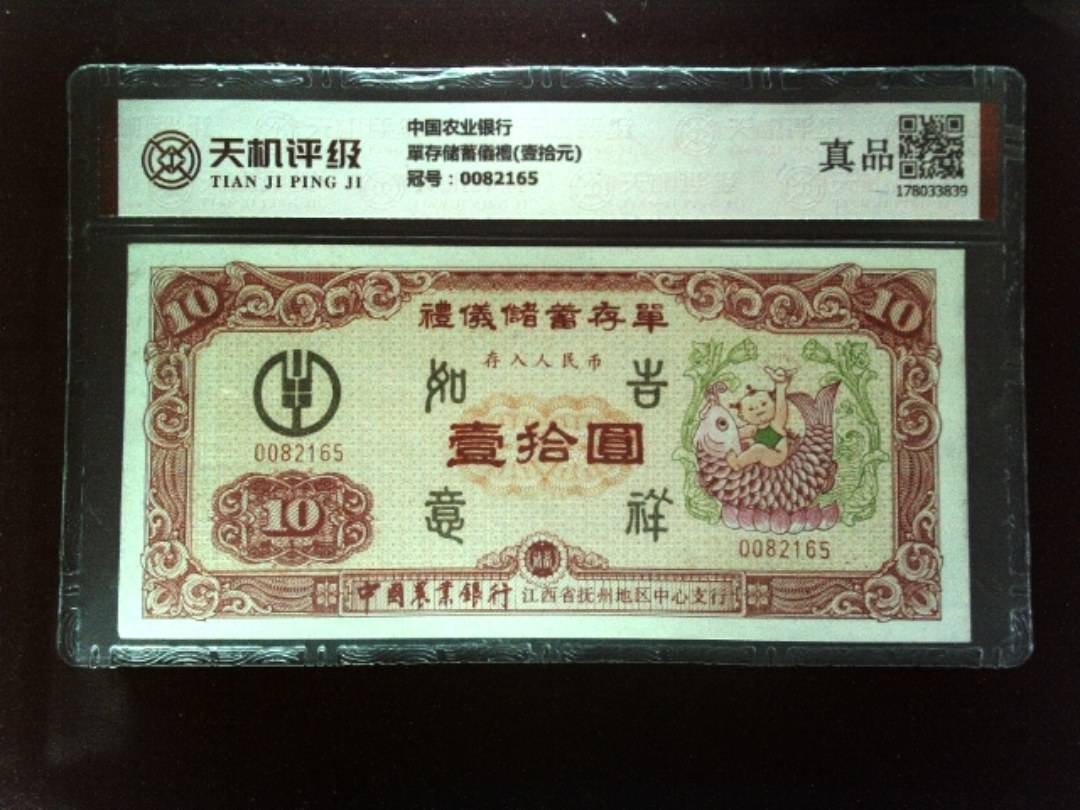 天机评级
TIAN JI PING JI
中国农业银行
單存储蓄儀禮(壹拾元)
冠号：0082165
真品
178033839
10
10
禮儀儲蓄存單
存入人民币
如
吉
壹拾圓
意
祥
0082165
10
0082165
中國農業銀行 江西省抚州地区中心支行